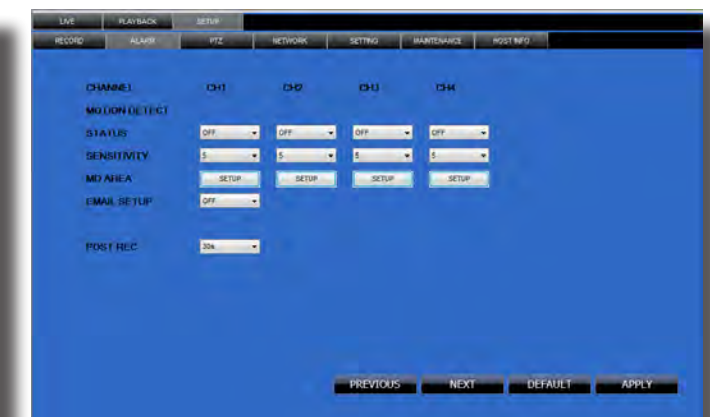 LIVE PLAYBACK SETUP
RECORD ALARM PTZ NETWORK SETTING MAINTENANCE HOST INFO
CHANNEL CH1 CH2 CH3 CH4
MOTION DETECT
STATUS OFF OFF OFF OFF
SENSITIVITY 5 5 5 5
MD AREA SETUP SETUP SETUP SETUP
EMAIL SETUP OFF
POST REC 30s
PREVIOUS NEXT DEFAULT APPLY